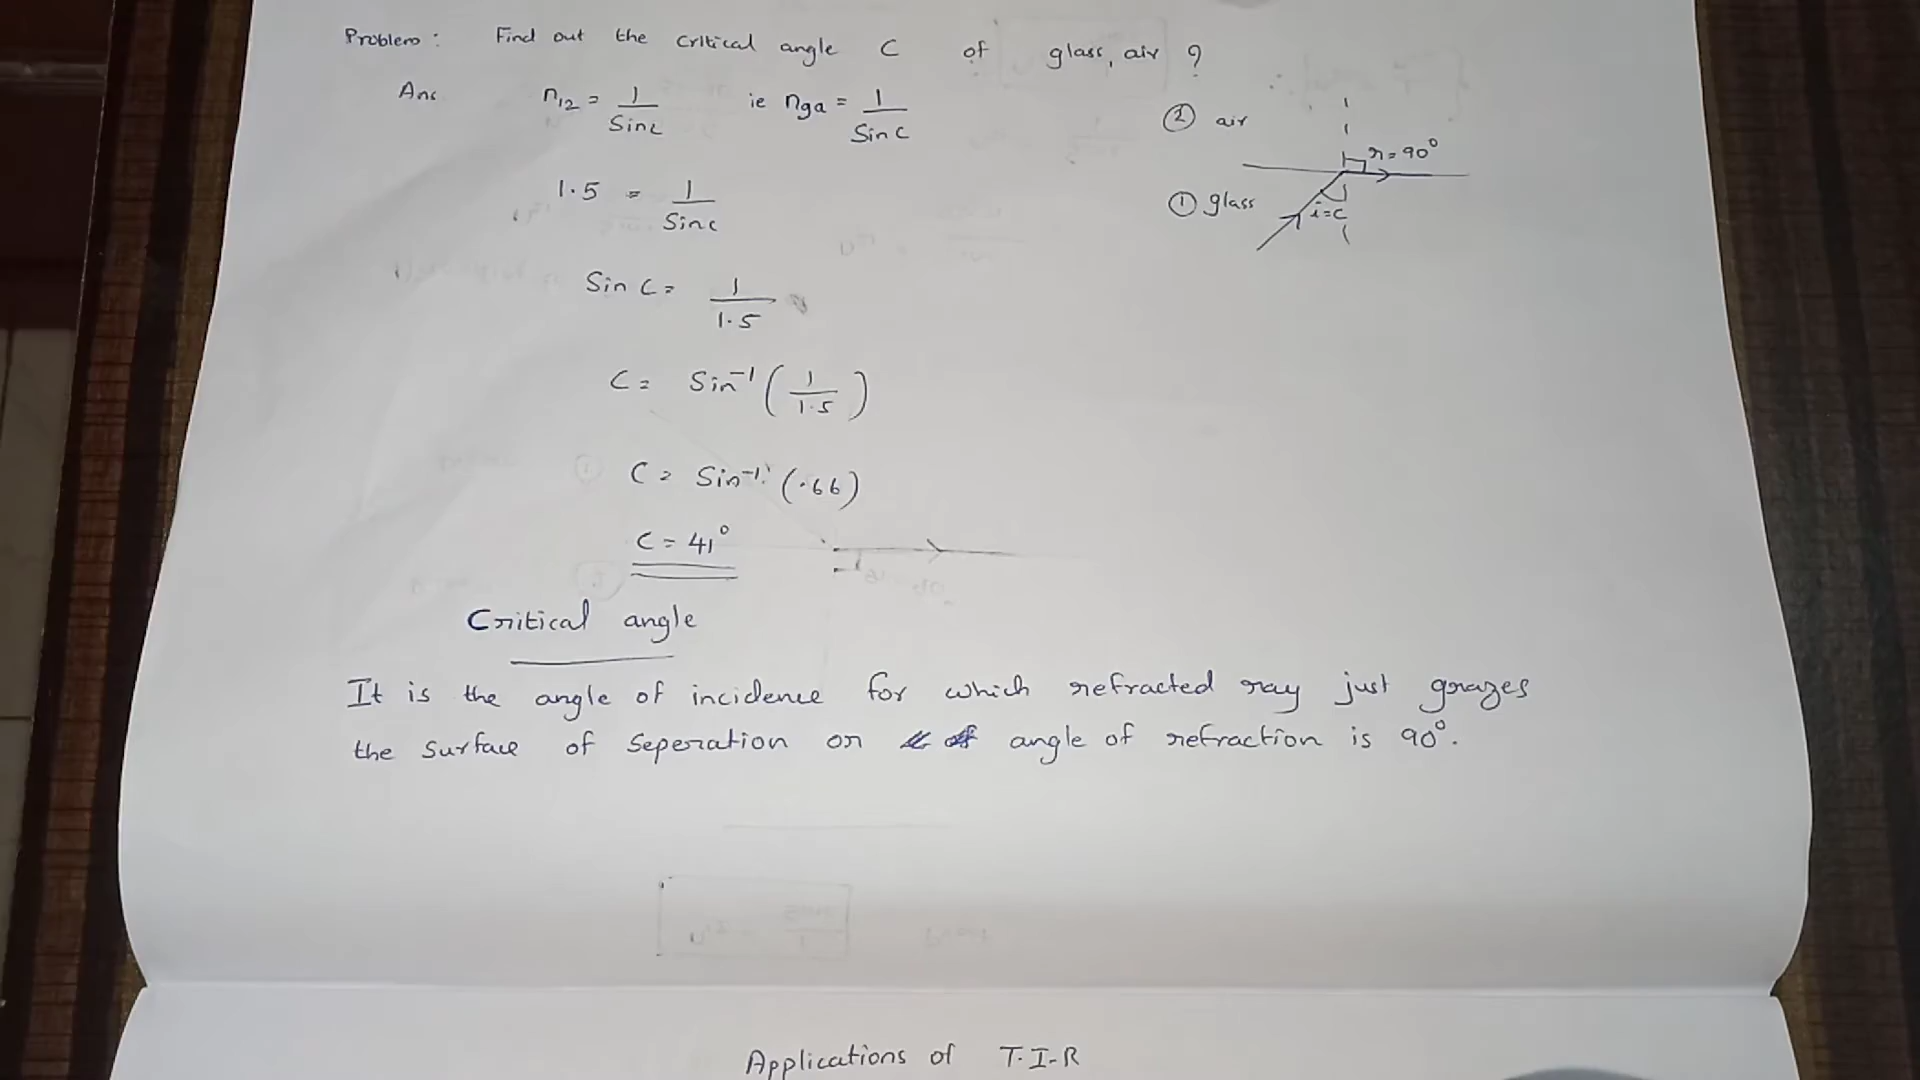 Problem : Find out the critical angle C of glass, air ?
Ans n12 = 1/Sinc ie nga = 1/Sin C
② air
r = 90°
1.5 = 1/Sinc
① glass
i=c
Sin C = 1/1.5
C = Sin⁻¹ (1/1.5)
C = Sin⁻¹ (.66)
C = 41°
Critical angle
It is the angle of incidence for which refracted ray just grazes
the surface of seperation or angle of refraction is 90°.
Applications of T.I-R